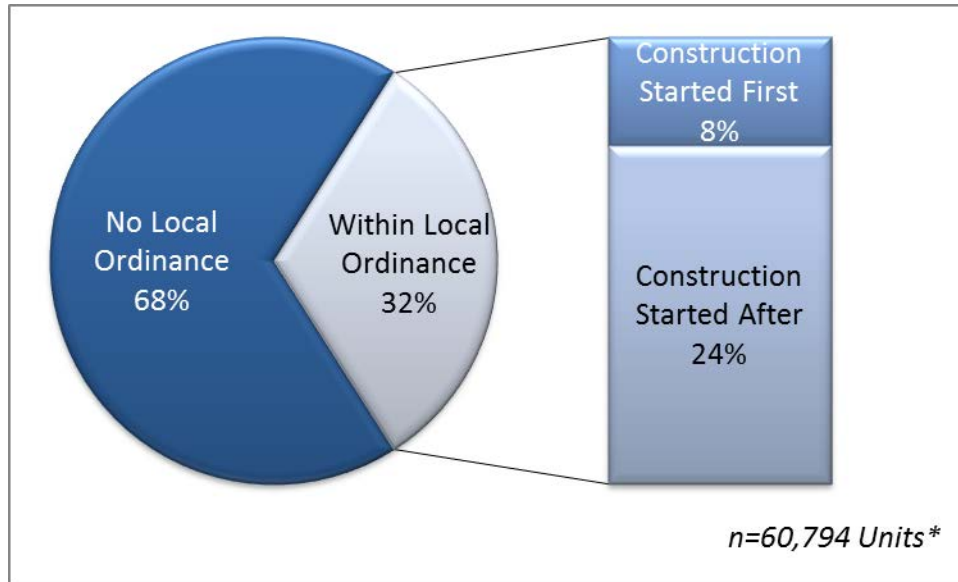 No Local
Ordinance
68%
Within Local
Ordinance
32%
Construction
Started First
8%
Construction
Started After
24%
n=60,794 Units*